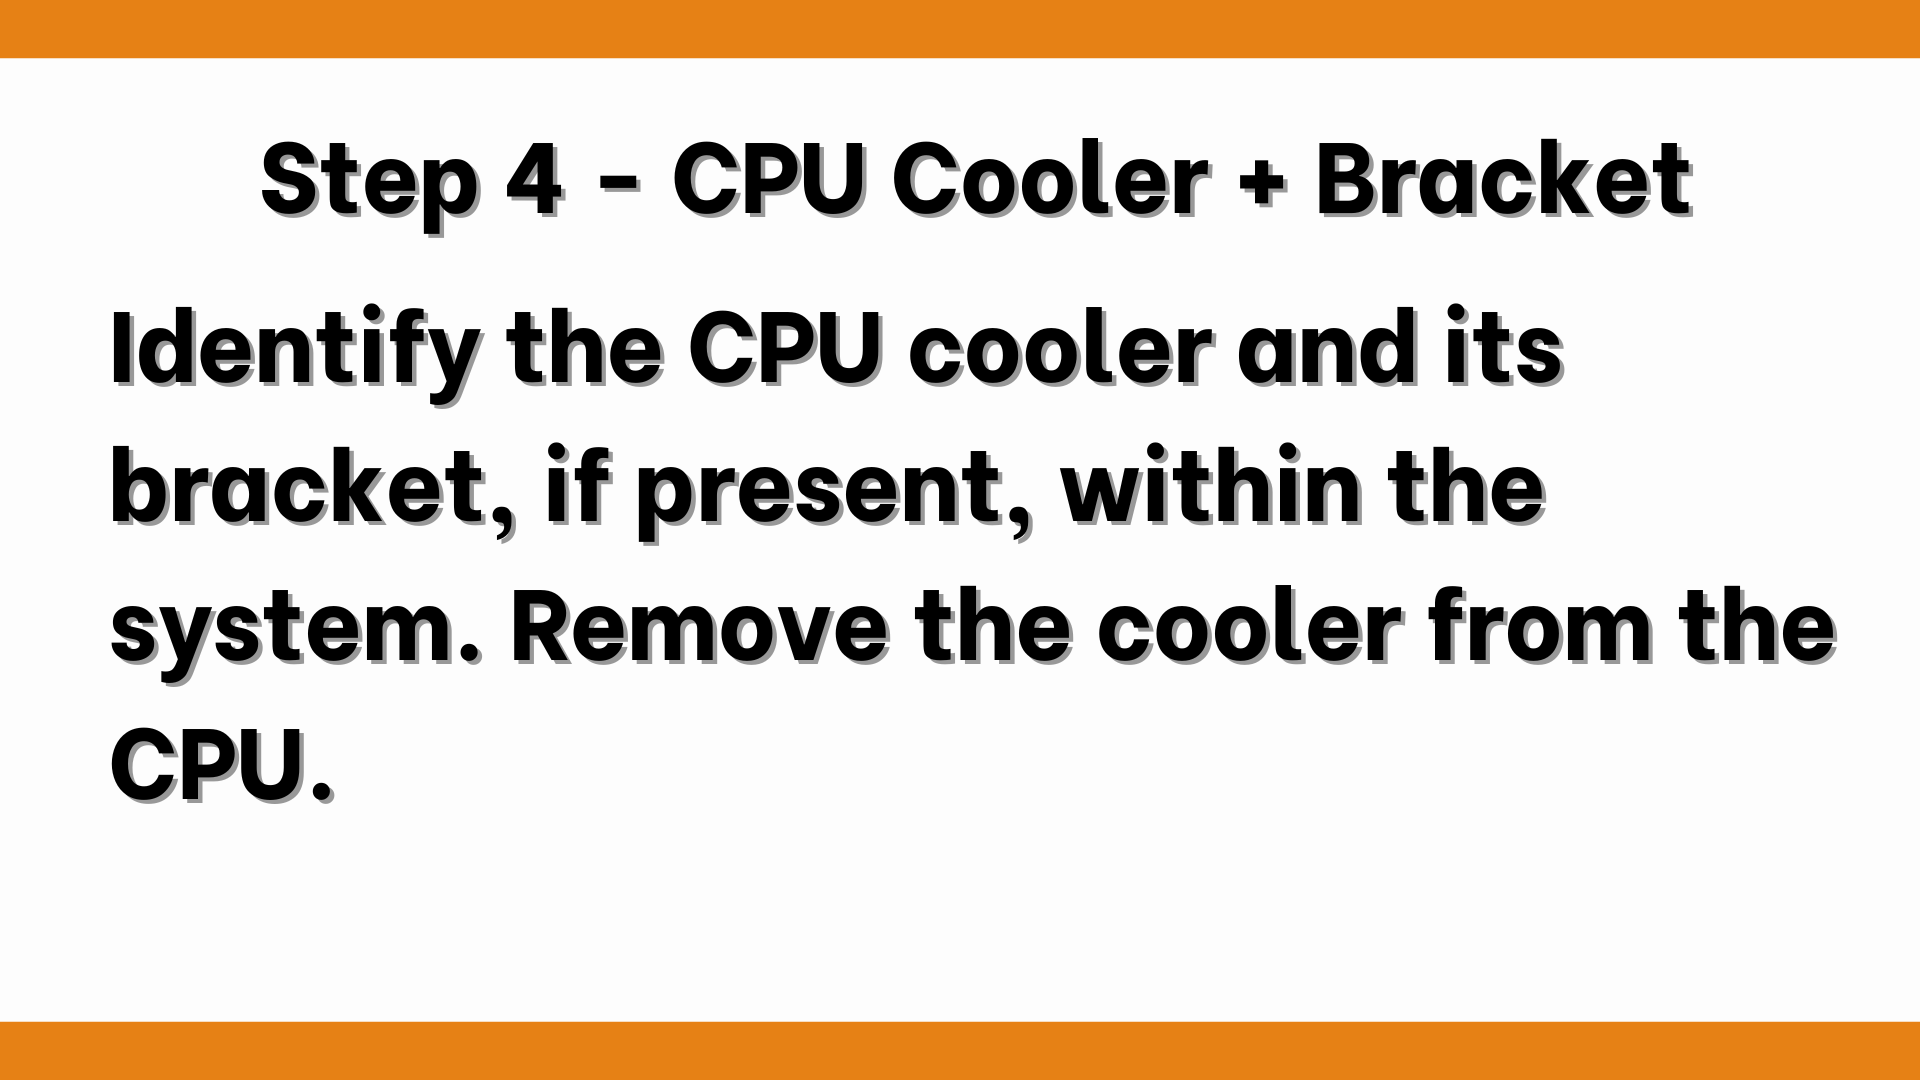 Step 4 - CPU Cooler + Bracket
Identify the CPU cooler and its
bracket, if present, within the
system. Remove the cooler from the
CPU.